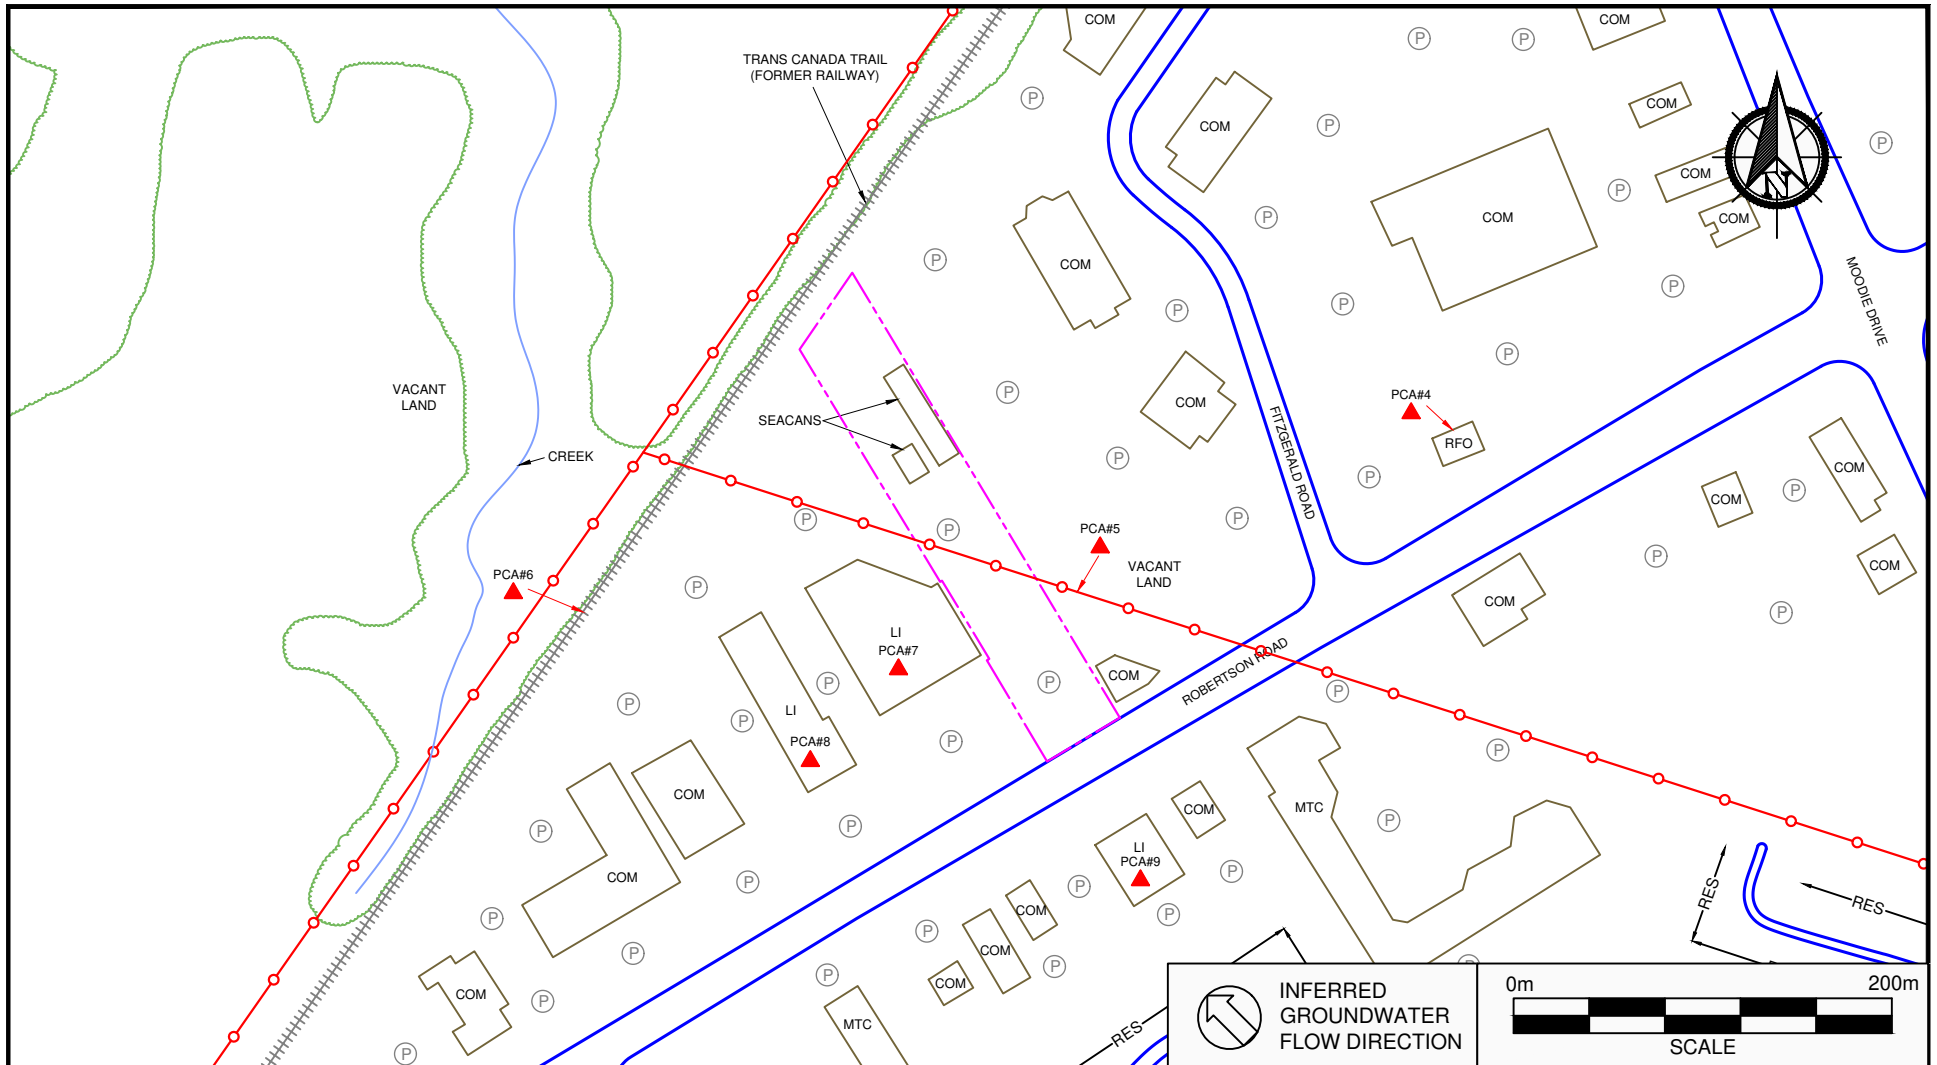 COM
COM
TRANS CANADA TRAIL
(FORMER RAILWAY)
P
P
P
COM
COM
P
P
P
COM
COM
COM
P
P
COM
COM
N
P
COM
P
P
P
P
MOODIE DRIVE
P
VACANT
LAND
P
COM
PCA#4
RFO
SEACANS
FITZGERALD ROAD
CREEK
P
P
COM
P
COM
P
P
P
P
PCA#5
VACANT
LAND
P
COM
PCA#6
P
COM
P
LI
PCA#7
COM
ROBERTSON ROAD
P
P
P
P
P
LI
PCA#8
P
P
P
COM
COM
MTC
P
P
P
COM
LI
PCA#9
P
P
P
RES
RES
P
COM
P
P
COM
P
P
P
COM
COM
P
MTC
RES
P
P
INFERRED
GROUNDWATER
FLOW DIRECTION
0m
200m
SCALE